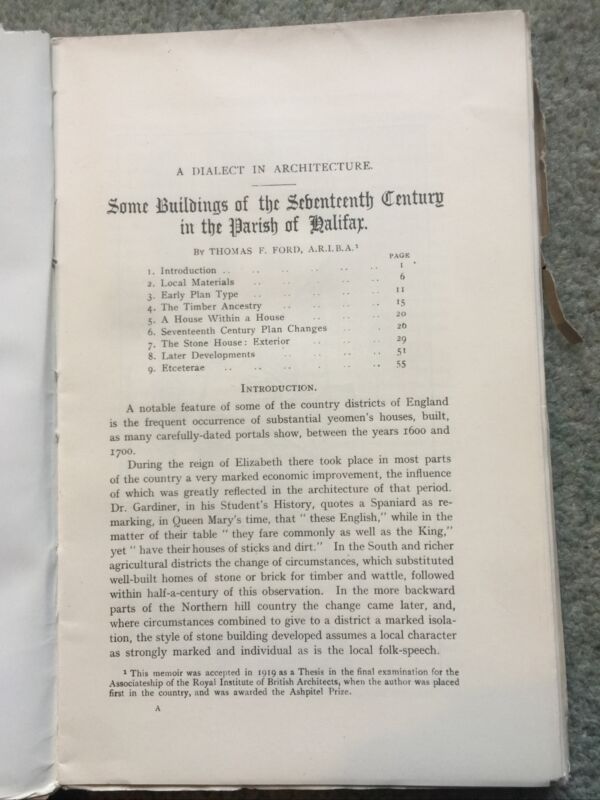 A DIALECT IN ARCHITECTURE.
Some Buildings of the Seventeenth Century
in the Parish of Halifax.
BY THOMAS F. FORD, A.R.I.B.A.¹
PAGE
1. Introduction .. .. .. .. .. .. 1
2. Local Materials .. .. .. .. 6
3. Early Plan Type .. .. .. .. 11
4. The Timber Ancestry .. .. .. .. 15
5. A House Within a House .. .. .. 20
6. Seventeenth Century Plan Changes .. .. 26
7. The Stone House: Exterior .. .. .. 29
8. Later Developments .. .. .. .. 51
9. Etceterae .. .. .. .. .. 55
INTRODUCTION.
A notable feature of some of the country districts of England
is the frequent occurrence of substantial yeomen's houses, built,
as many carefully-dated portals show, between the years 1600 and
1700.
During the reign of Elizabeth there took place in most parts
of the country a very marked economic improvement, the influence
of which was greatly reflected in the architecture of that period.
Dr. Gardiner, in his Student's History, quotes a Spaniard as re-
marking, in Queen Mary's time, that " these English," while in the
matter of their table " they fare commonly as well as the King,"
yet " have their houses of sticks and dirt." In the South and richer
agricultural districts the change of circumstances, which substituted
well-built homes of stone or brick for timber and wattle, followed
within half-a-century of this observation. In the more backward
parts of the Northern hill country the change came later, and,
where circumstances combined to give to a district a marked isola-
tion, the style of stone building developed assumes a local character
as strongly marked and individual as is the local folk-speech.
¹ This memoir was accepted in 1919 as a Thesis in the final examination for the
Associateship of the Royal Institute of British Architects, when the author was placed
first in the country, and was awarded the Ashpitel Prize.
A